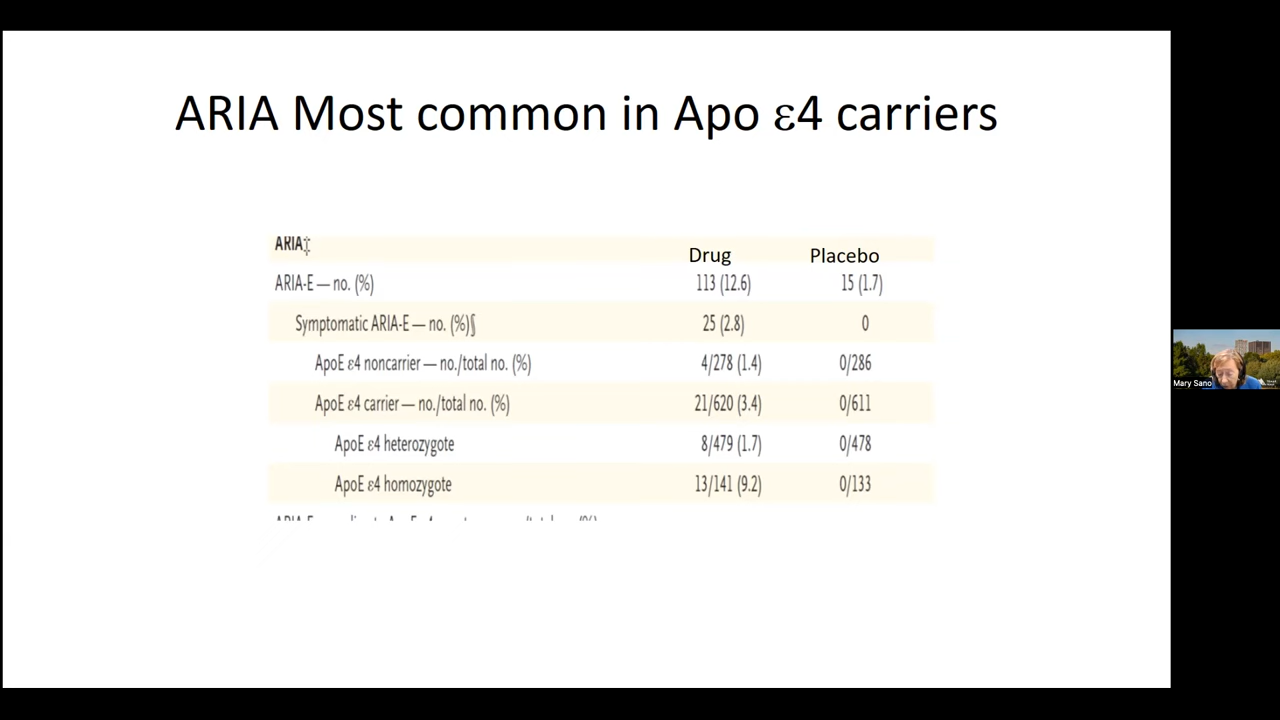 ARIA Most common in Apo ε4 carriers
ARIA‡ Drug Placebo
ARIA-E — no. (%) 113 (12.6) 15 (1.7)
Symptomatic ARIA-E — no. (%)§ 25 (2.8) 0
ApoE ε4 noncarrier — no./total no. (%) 4/278 (1.4) 0/286
ApoE ε4 carrier — no./total no. (%) 21/620 (3.4) 0/611
ApoE ε4 heterozygote 8/479 (1.7) 0/478
ApoE ε4 homozygote 13/141 (9.2) 0/133
Mary Sano